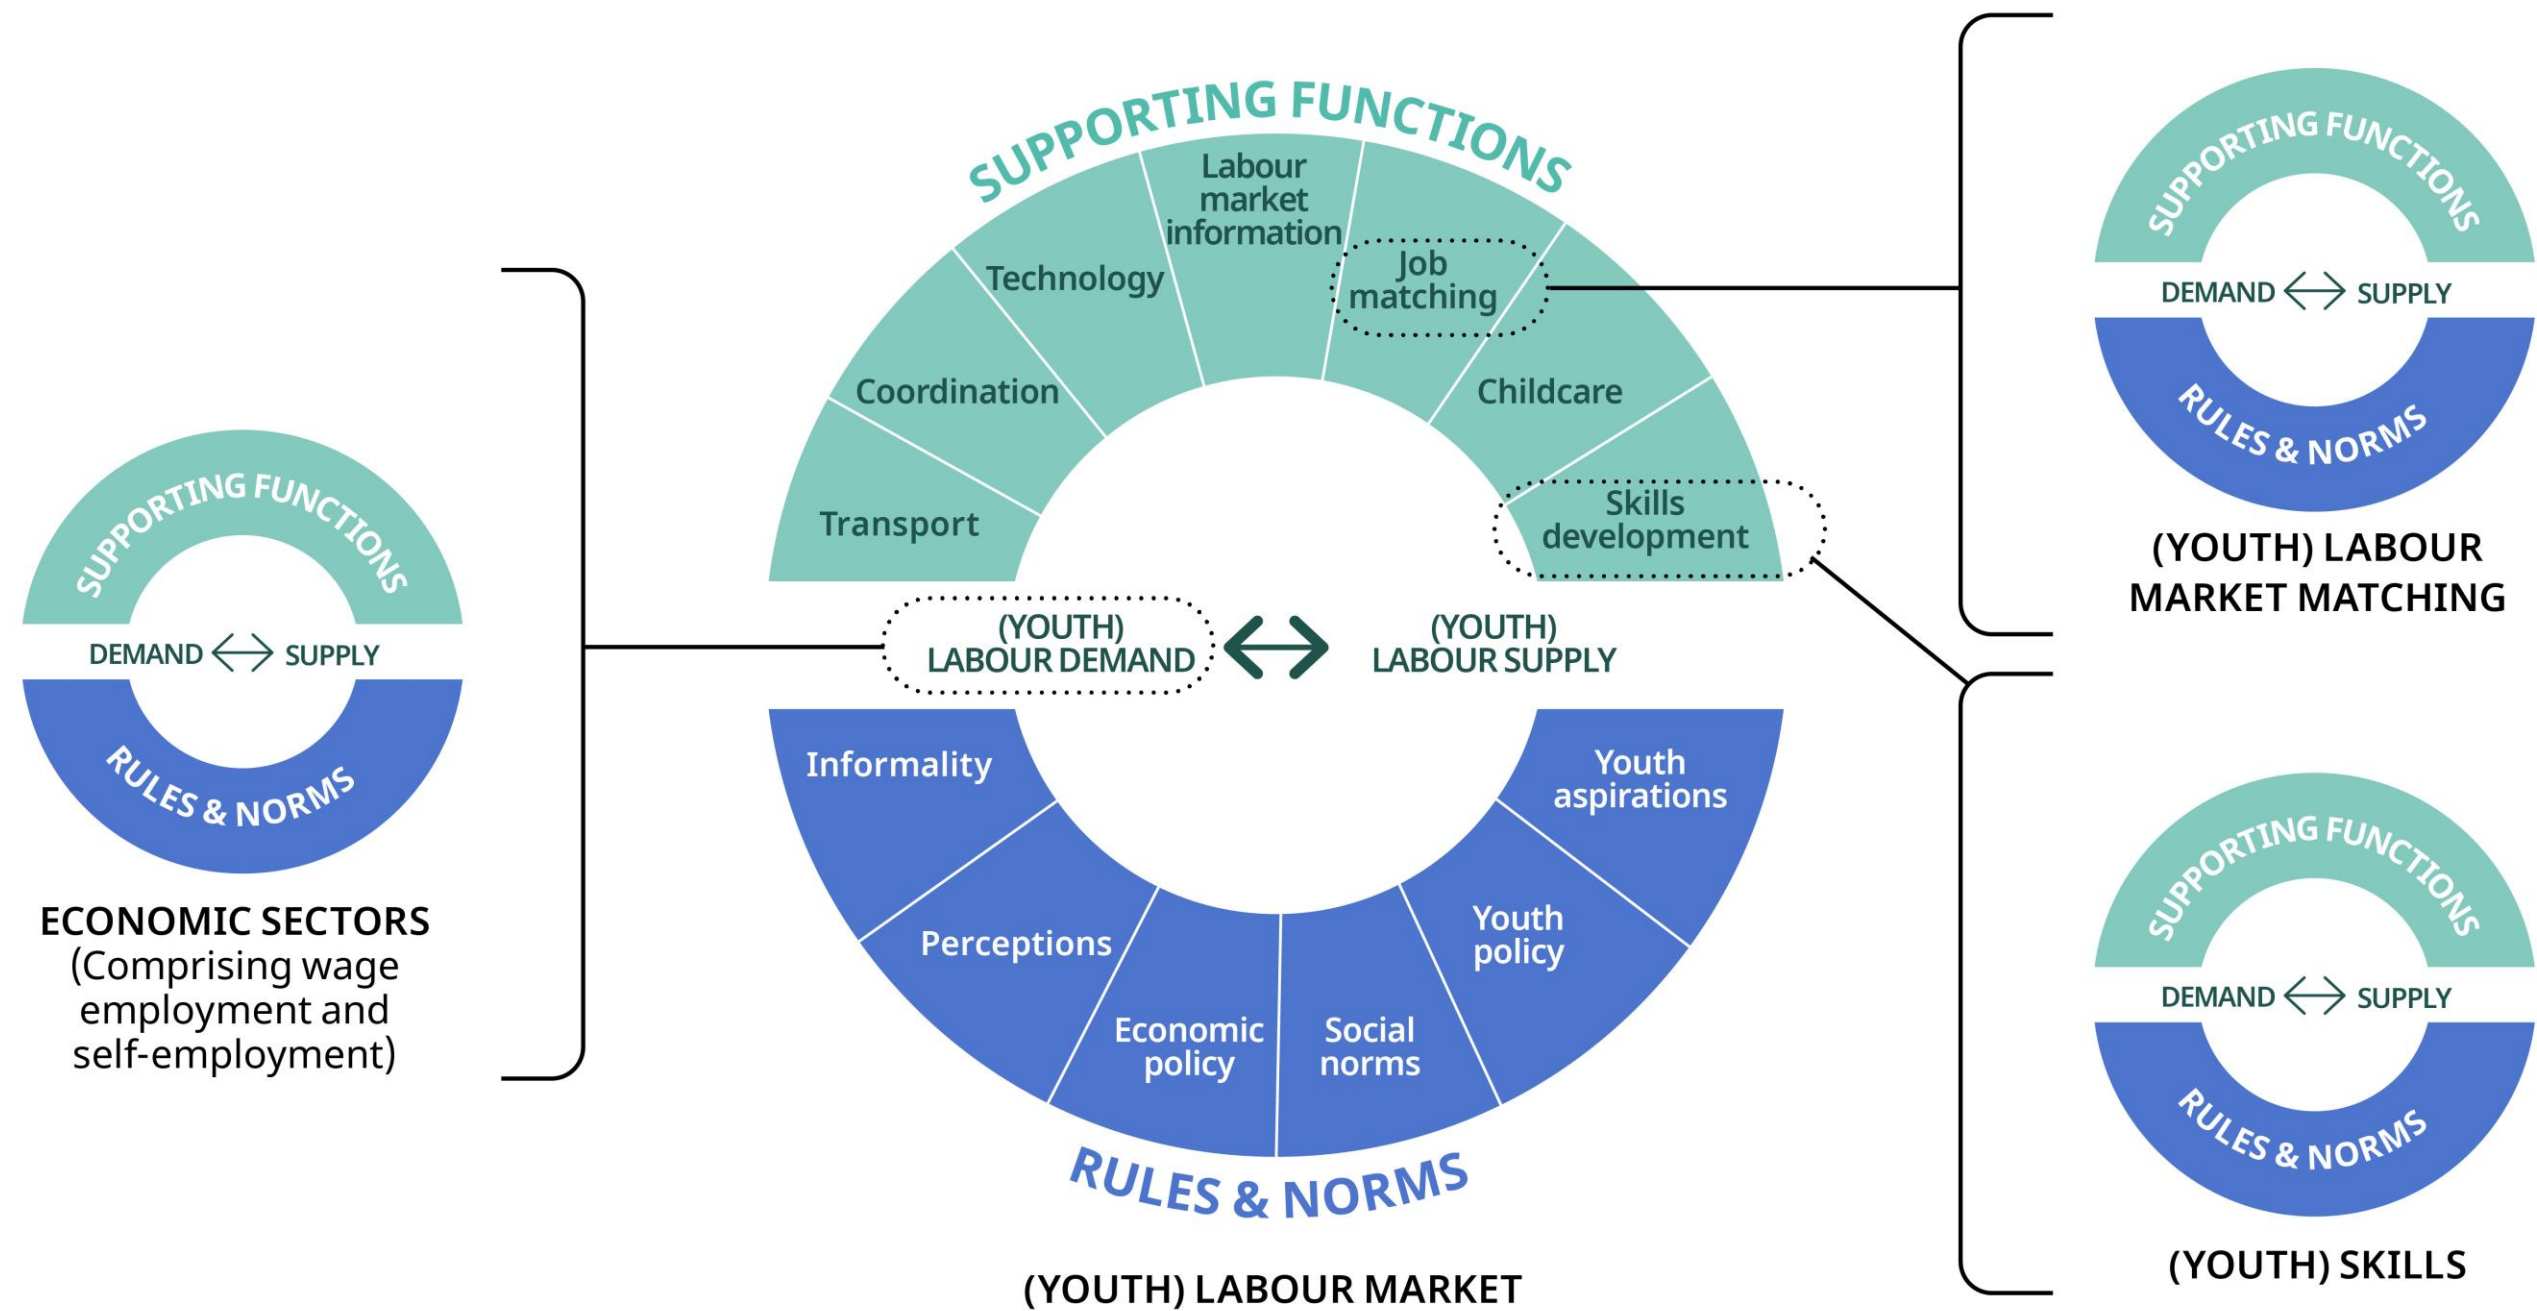 SUPPORTING FUNCTIONS
DEMAND
SUPPLY
RULES & NORMS
ECONOMIC SECTORS
(Comprising wage
employment and
self-employment)
SUPPORTING FUNCTIONS
Transport
Coordination
Technology
Labour
market
information
Job
matching
Childcare
Skills
development
(YOUTH)
LABOUR DEMAND
(YOUTH)
LABOUR SUPPLY
Informality
Perceptions
Economic
policy
Social
norms
Youth
policy
Youth
aspirations
RULES & NORMS
(YOUTH) LABOUR MARKET
SUPPORTING FUNCTIONS
DEMAND
SUPPLY
RULES & NORMS
(YOUTH) LABOUR
MARKET MATCHING
SUPPORTING FUNCTIONS
DEMAND
SUPPLY
RULES & NORMS
(YOUTH) SKILLS